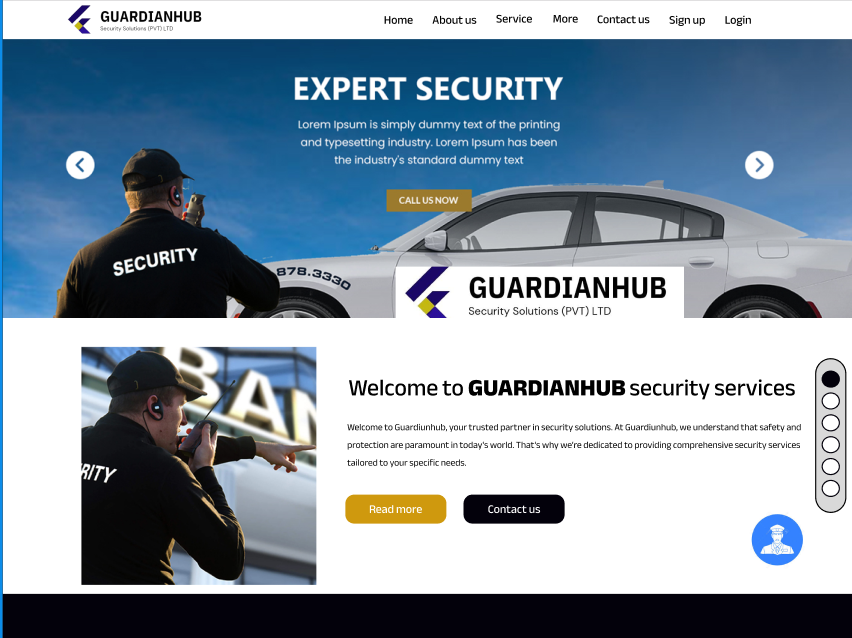 GUARDIANHUB
Security Solutions (PVT) LTD
Home About us Service More Contact us Sign up Login
EXPERT SECURITY
Lorem Ipsum is simply dummy text of the printing
and typesetting industry. Lorem Ipsum has been
the industry's standard dummy text
CALL US NOW
SECURITY
878.3330
GUARDIANHUB
Security Solutions (PVT) LTD
BAN
RITY
Welcome to GUARDIANHUB security services
Welcome to Guardiunhub, your trusted partner in security solutions. At Guardiunhub, we understand that safety and
protection are paramount in today's world. That's why we're dedicated to providing comprehensive security services
tailored to your specific needs.
Read more Contact us